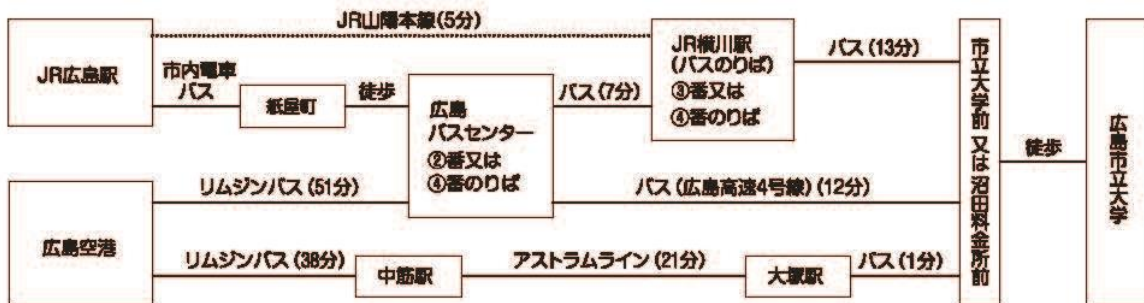 JR山陽本線(5分)
JR広島駅
市内電車
バス
紙屋町
徒歩
広島
バスセンター
②番又は
④番のりば
バス(7分)
JR横川駅
(バスのりば)
③番又は
④番のりば
バス(13分)
市立大学前 又は 沼田料金所前
徒歩
広島市立大学
広島空港
リムジンバス(51分)
バス(広島高速4号線)(12分)
リムジンバス(38分)
中筋駅
アストラムライン(21分)
大塚駅
バス(1分)